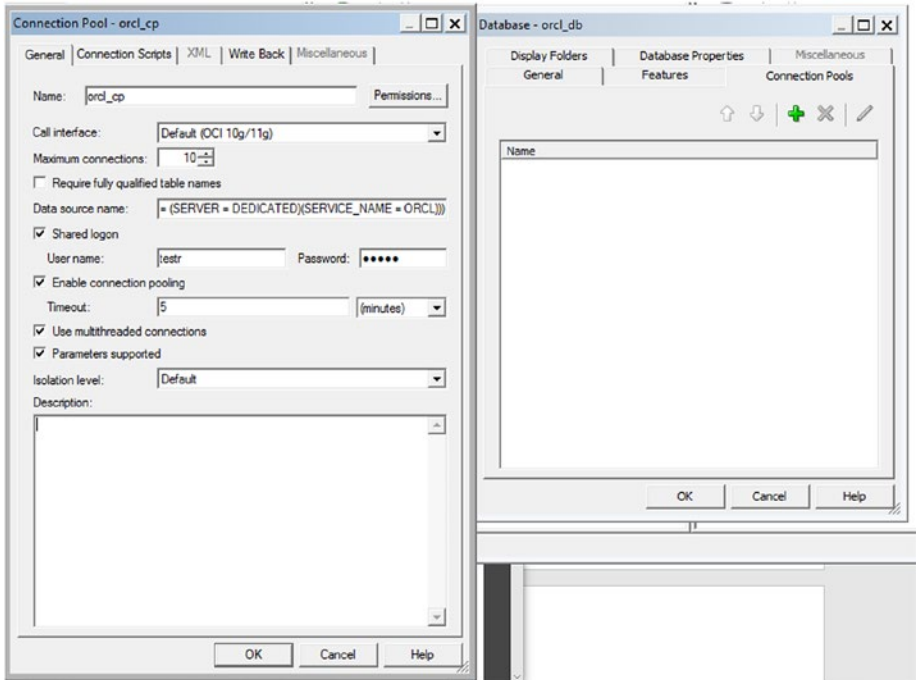 Connection Pool - orcl_cp
General Connection Scripts XML Write Back Miscellaneous
Name: orcl_cp Permissions...
Call interface: Default (OCI 10g/11g)
Maximum connections: 10
Require fully qualified table names
Data source name: = (SERVER = DEDICATED)(SERVICE_NAME = ORCL)))
Shared logon
User name: testr Password: •••••
Enable connection pooling
Timeout: 5 (minutes)
Use multithreaded connections
Parameters supported
Isolation level: Default
Description:
OK Cancel Help
Database - orcl_db
Display Folders Database Properties Miscellaneous
General Features Connection Pools
Name
OK Cancel Help